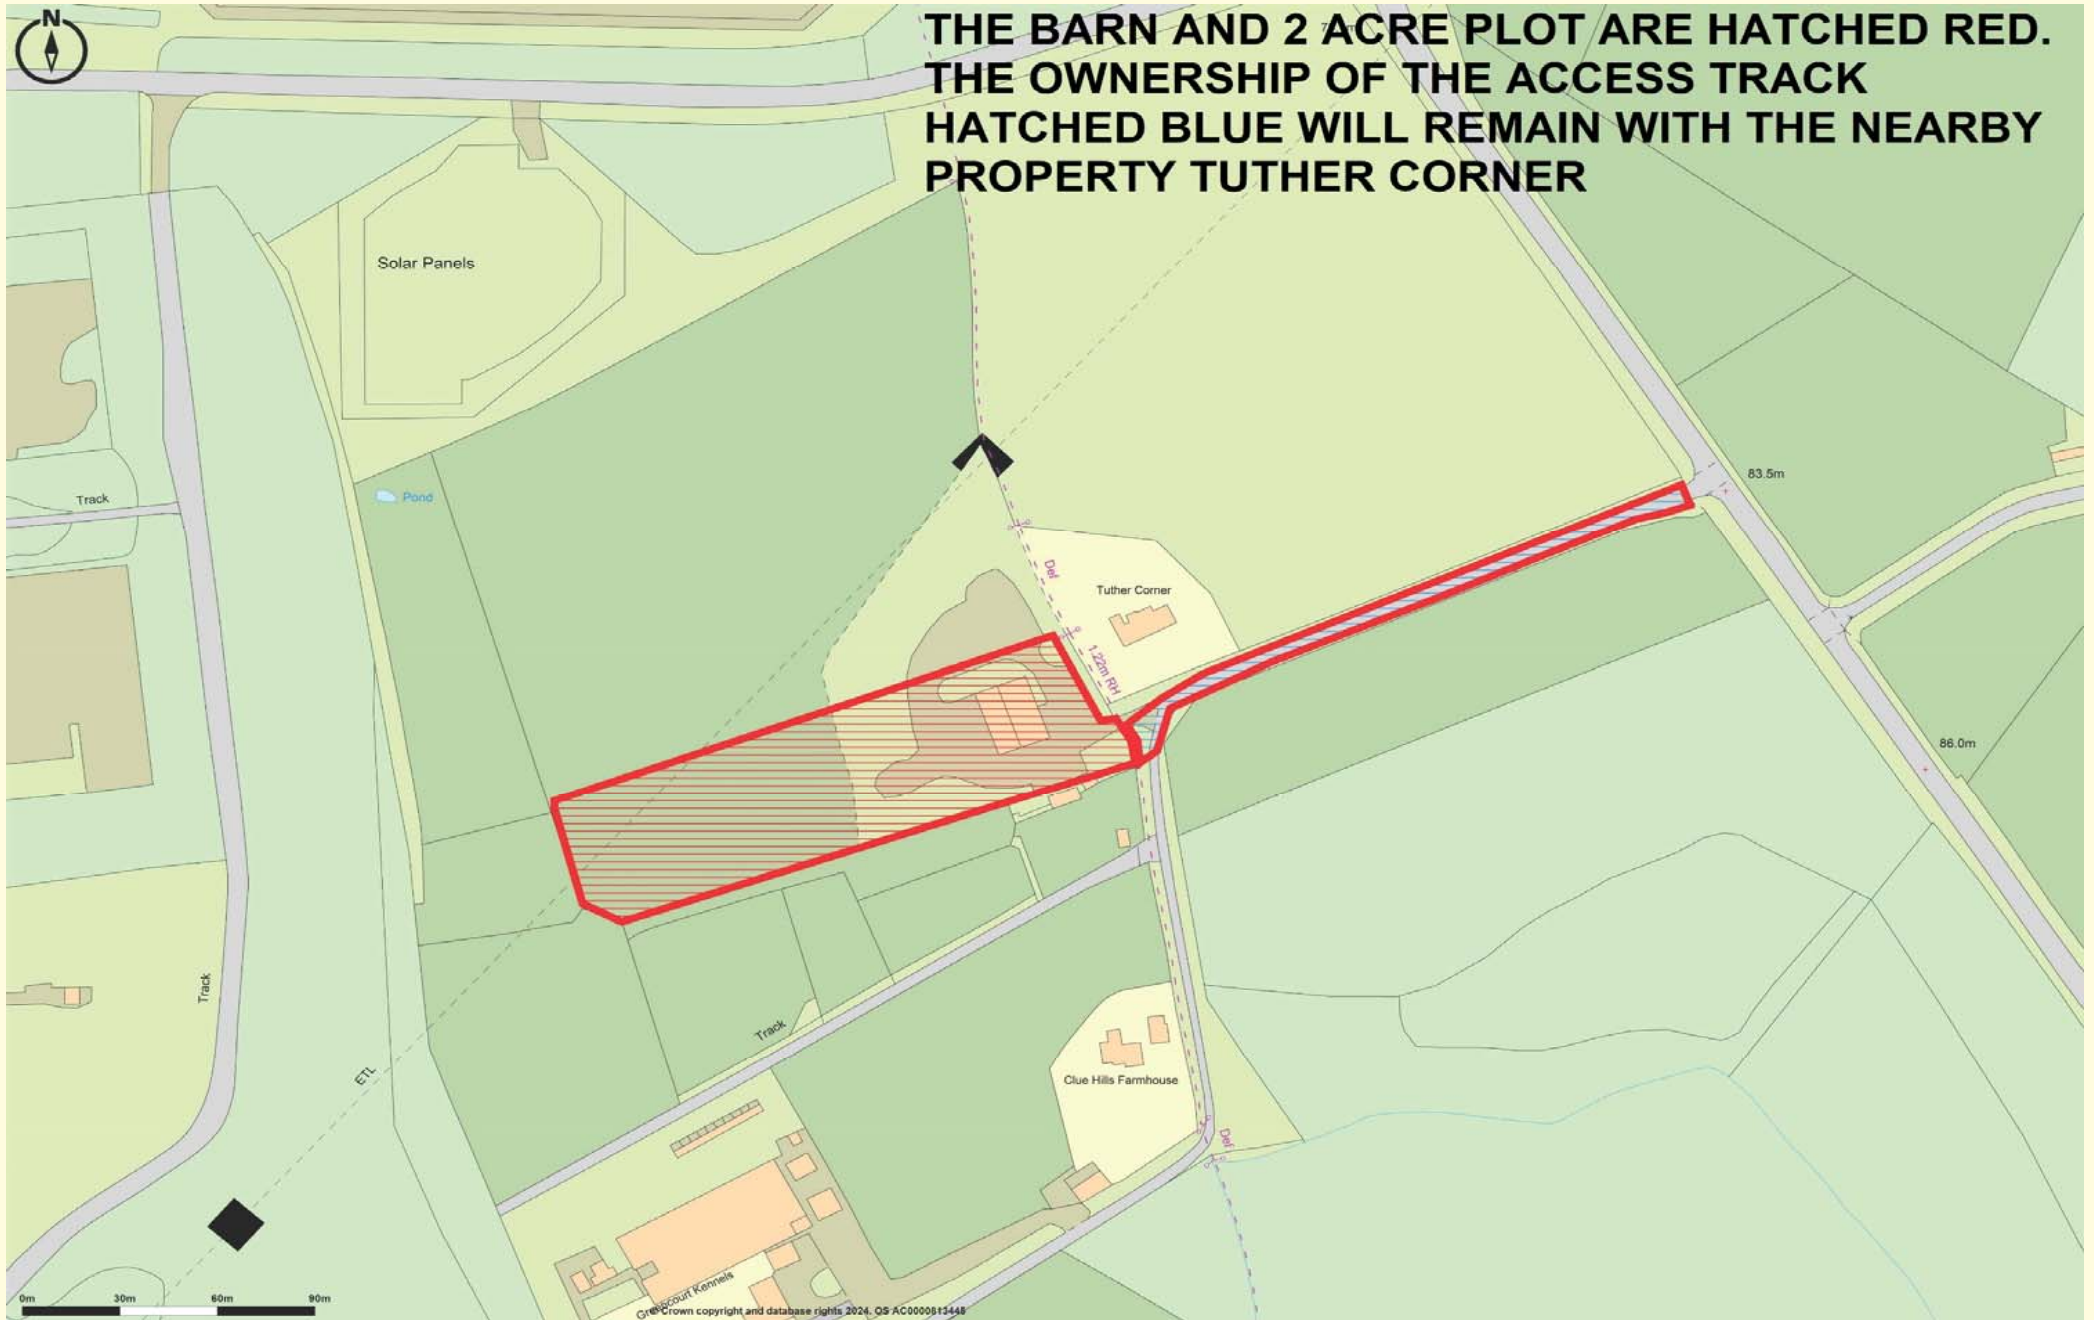 N
THE BARN AND 2 ACRE PLOT ARE HATCHED RED.
THE OWNERSHIP OF THE ACCESS TRACK
HATCHED BLUE WILL REMAIN WITH THE NEARBY
PROPERTY TUTHER CORNER
Solar Panels
83.5m
Track
Pond
Def
Tuther Corner
1.22m RH
86.0m
Track
Track
ETL
Clue Hills Farmhouse
Def
Kennels
0m 30m 60m 90m
© Crown copyright and database rights 2024. OS AC0000813445